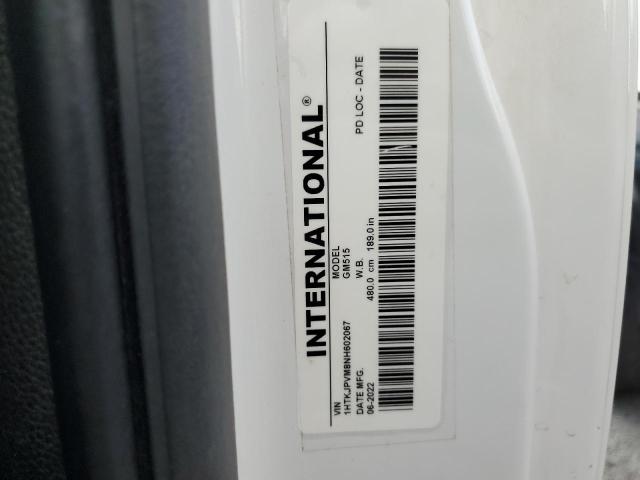 INTERNATIONAL®
VIN MODEL
1HTKJPVM8NH602067 GM515
DATE MFG. W.B. PD LOC - DATE
06-2022 480.0 cm 189.0 in